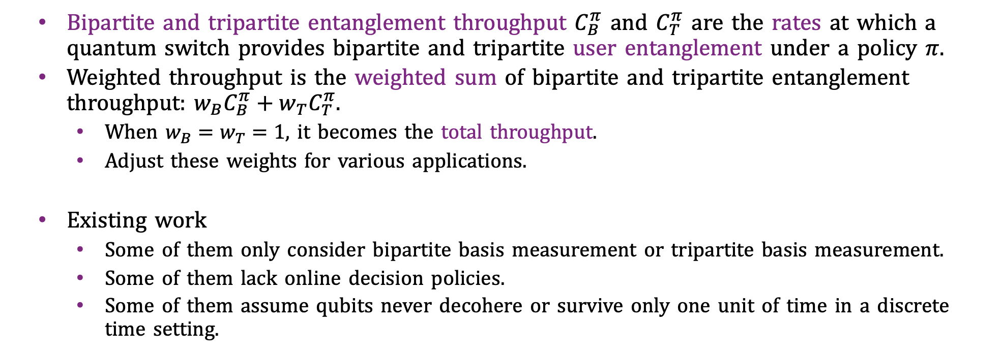 • Bipartite and tripartite entanglement throughput $C_B^\pi$ and $C_T^\pi$ are the rates at which a
quantum switch provides bipartite and tripartite user entanglement under a policy $\pi$.
• Weighted throughput is the weighted sum of bipartite and tripartite entanglement
throughput: $w_B C_B^\pi + w_T C_T^\pi$.
• When $w_B = w_T = 1$, it becomes the total throughput.
• Adjust these weights for various applications.
• Existing work
• Some of them only consider bipartite basis measurement or tripartite basis measurement.
• Some of them lack online decision policies.
• Some of them assume qubits never decohere or survive only one unit of time in a discrete
time setting.